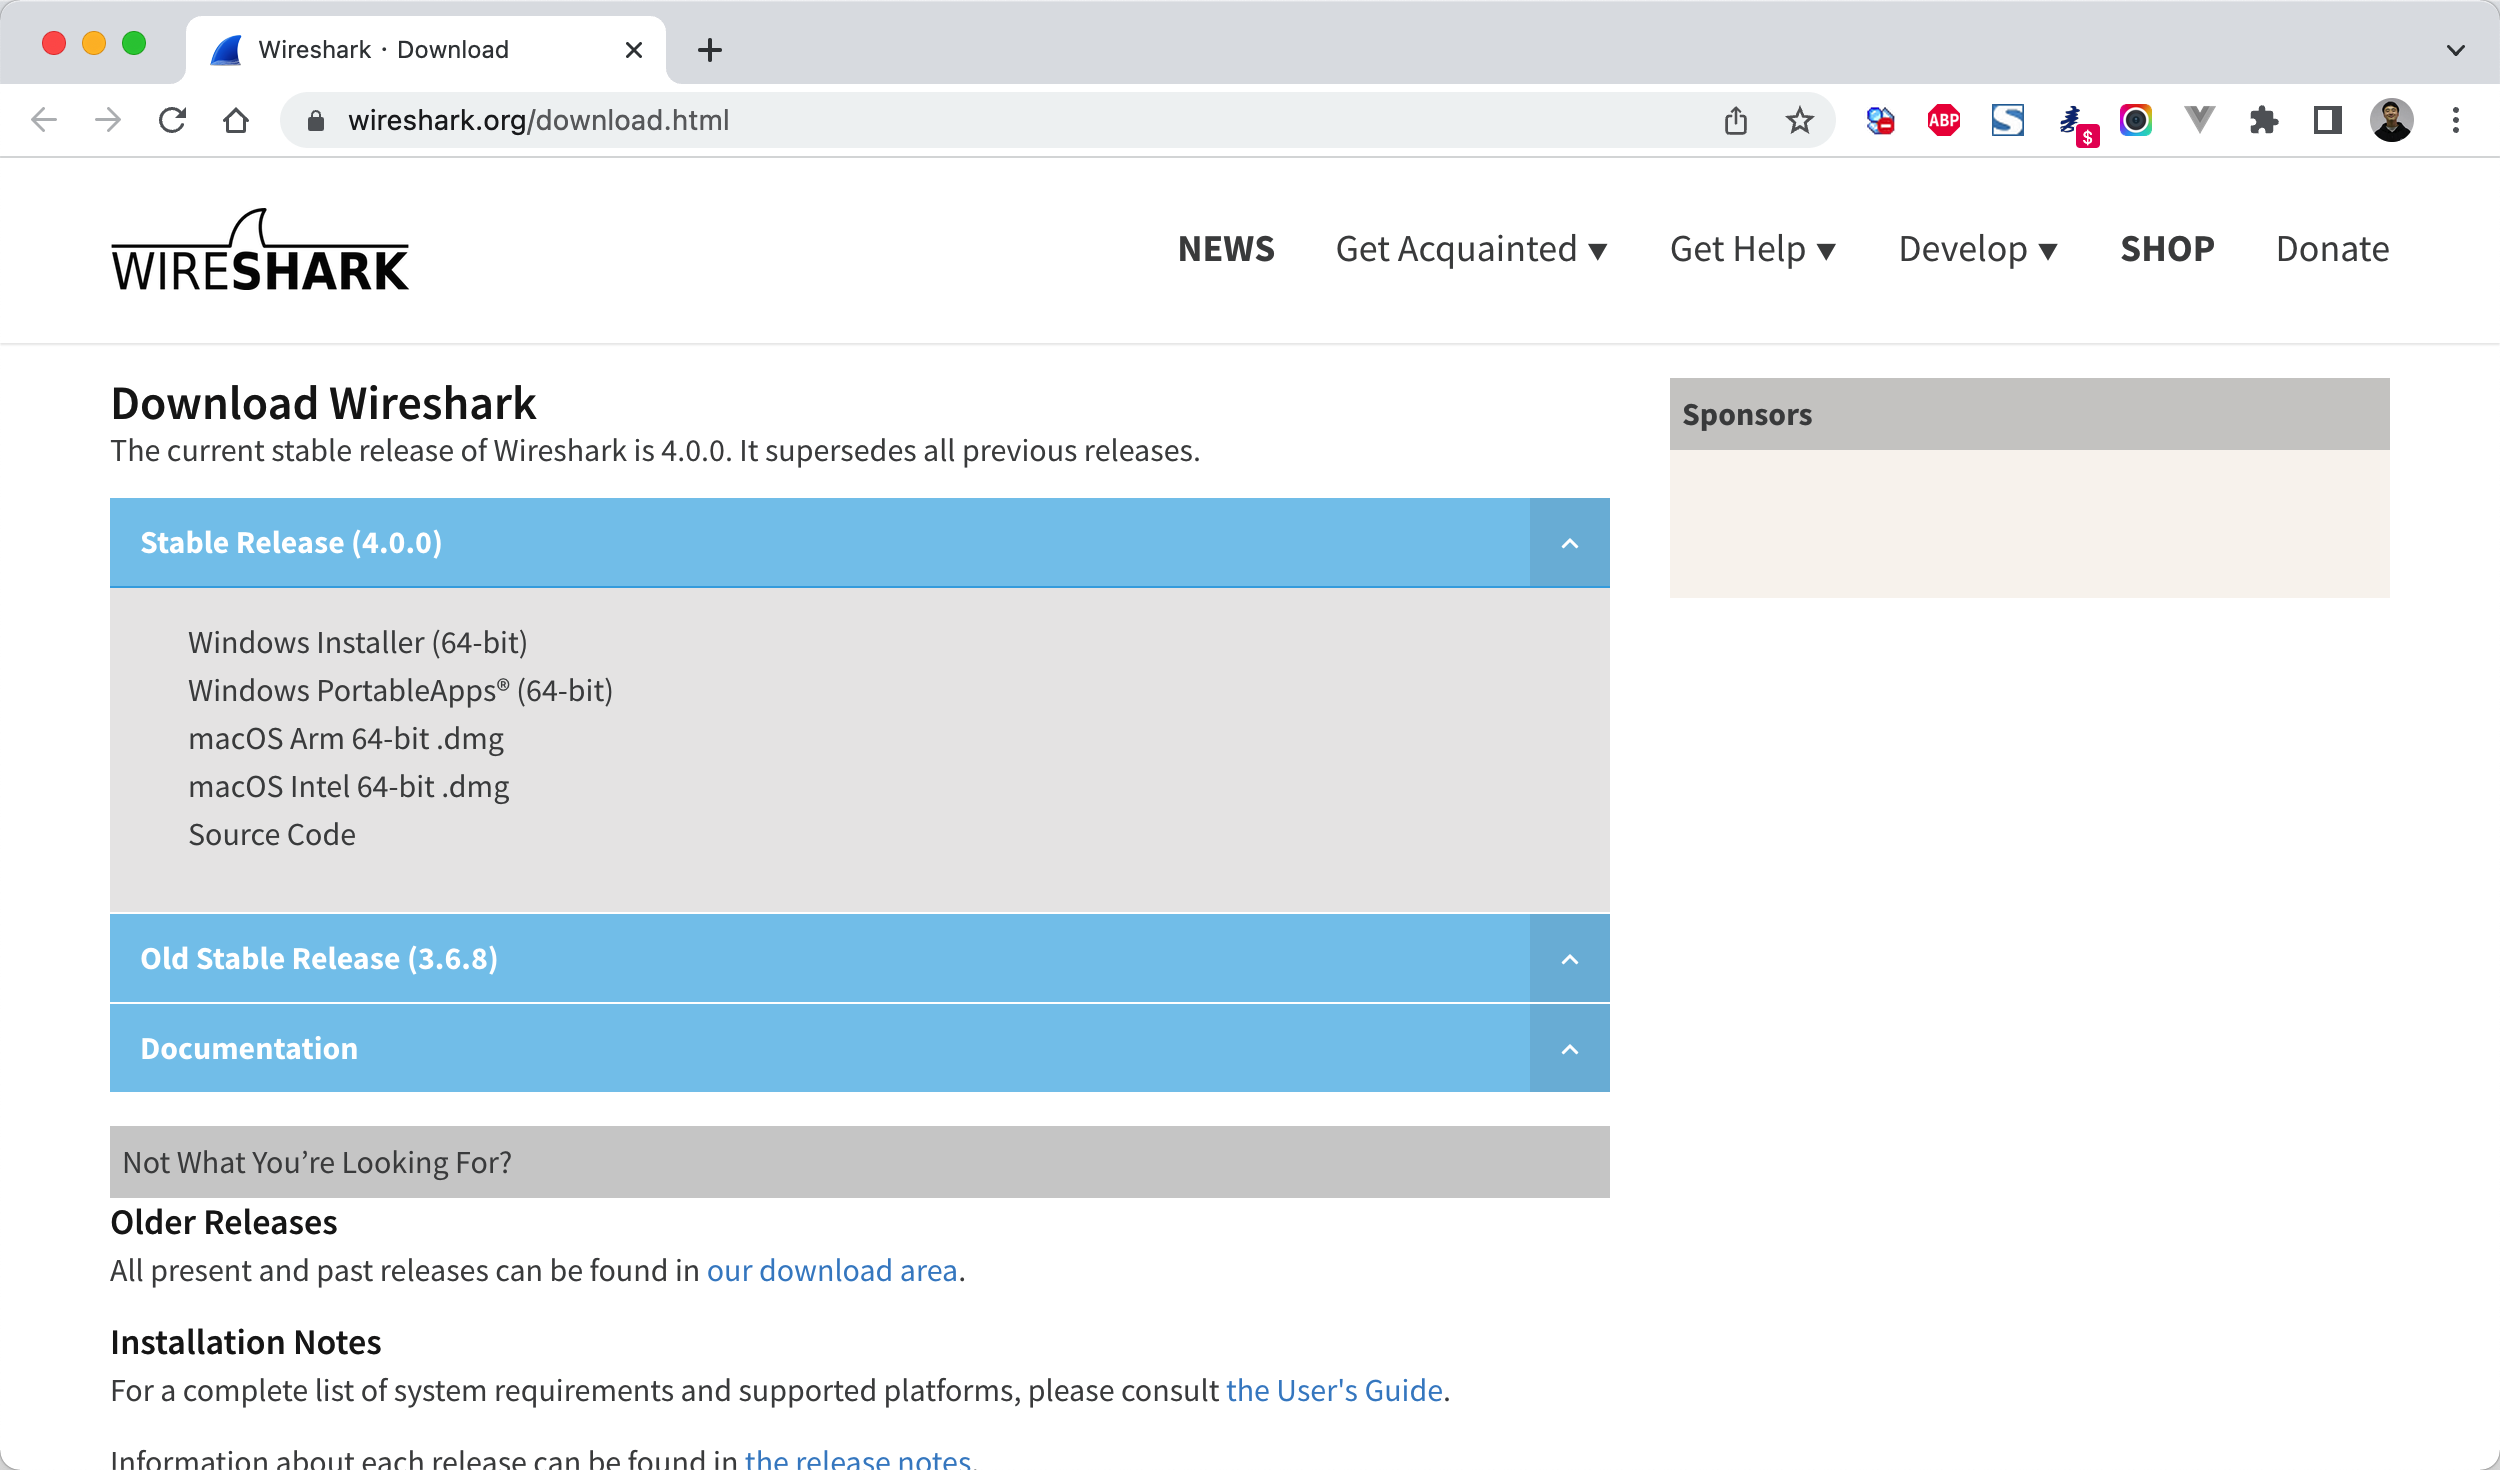 Wireshark · Download
wireshark.org/download.html
ABP
$
WIRESHARK
NEWS Get Acquainted ▼ Get Help ▼ Develop ▼ SHOP Donate
Download Wireshark
The current stable release of Wireshark is 4.0.0. It supersedes all previous releases.
Sponsors
Stable Release (4.0.0)
Windows Installer (64-bit)
Windows PortableApps® (64-bit)
macOS Arm 64-bit .dmg
macOS Intel 64-bit .dmg
Source Code
Old Stable Release (3.6.8)
Documentation
Not What You’re Looking For?
Older Releases
All present and past releases can be found in our download area.
Installation Notes
For a complete list of system requirements and supported platforms, please consult the User's Guide.
Information about each release can be found in the release notes.